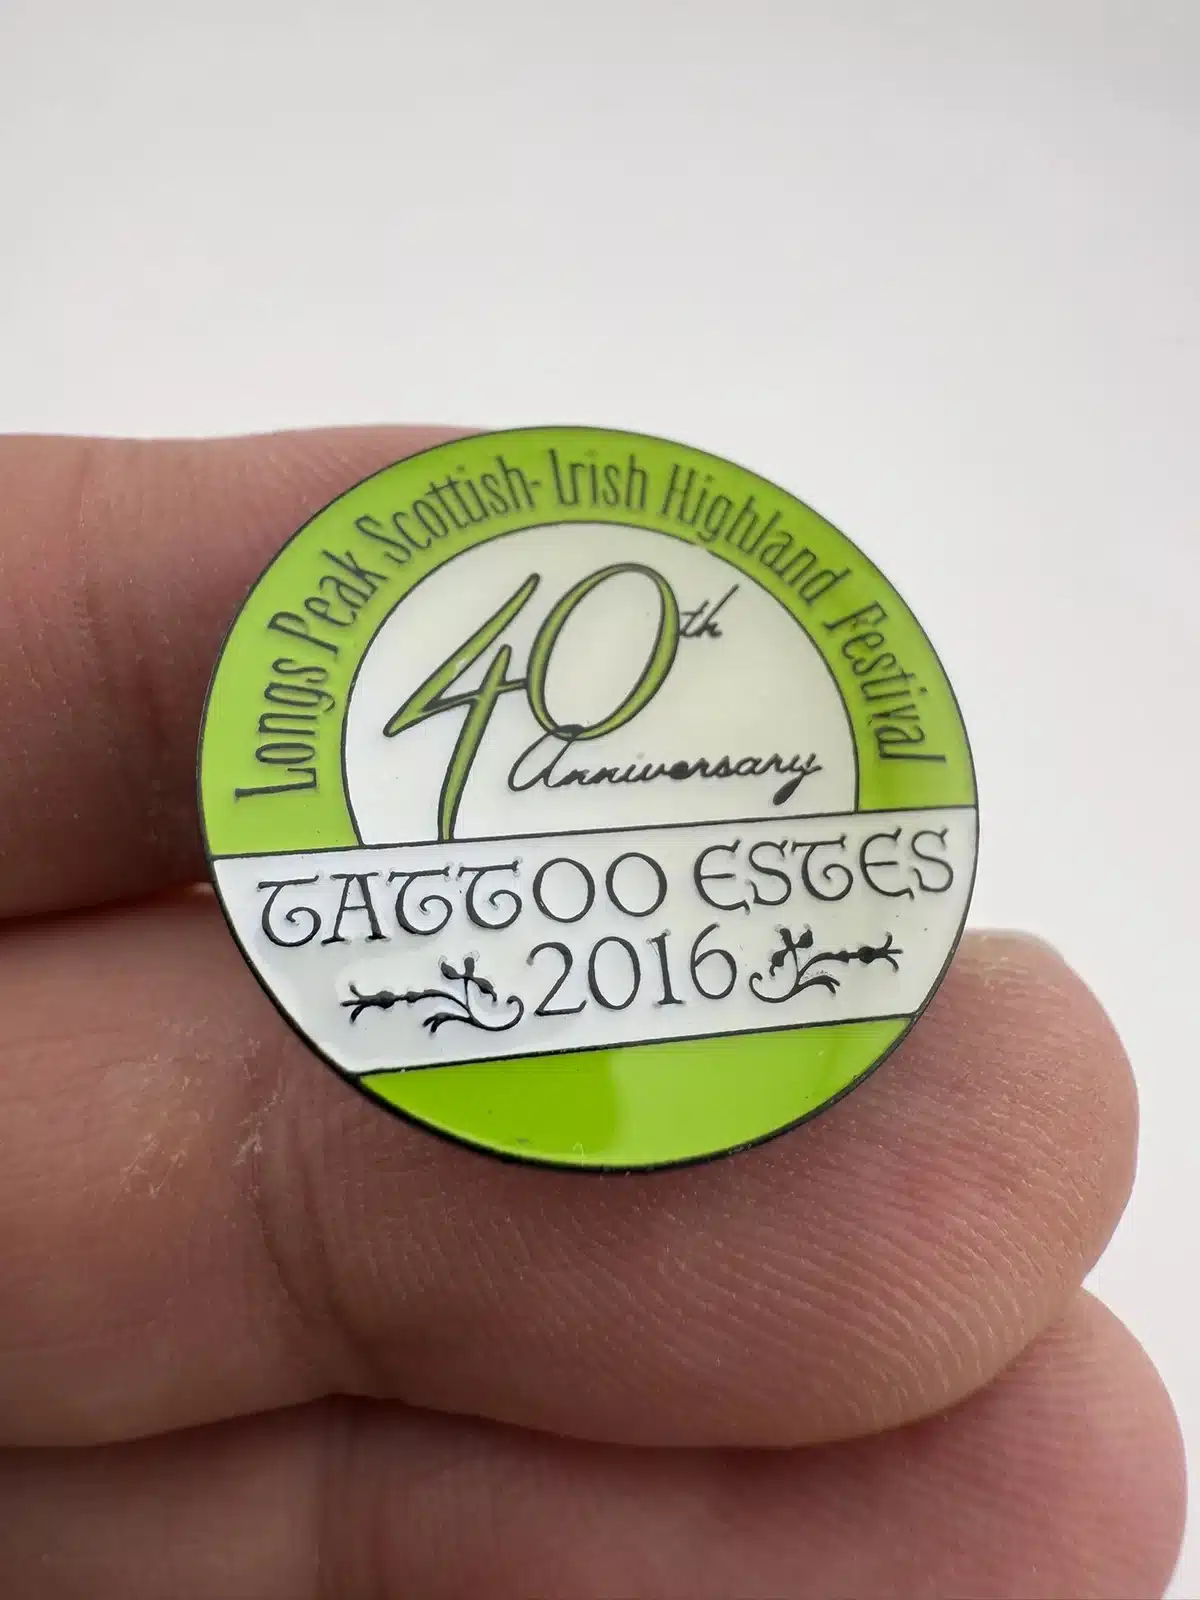 Longs Peak Scottish-Irish Highland Festival
40th
Anniversary
TATTOO ESTES
2016